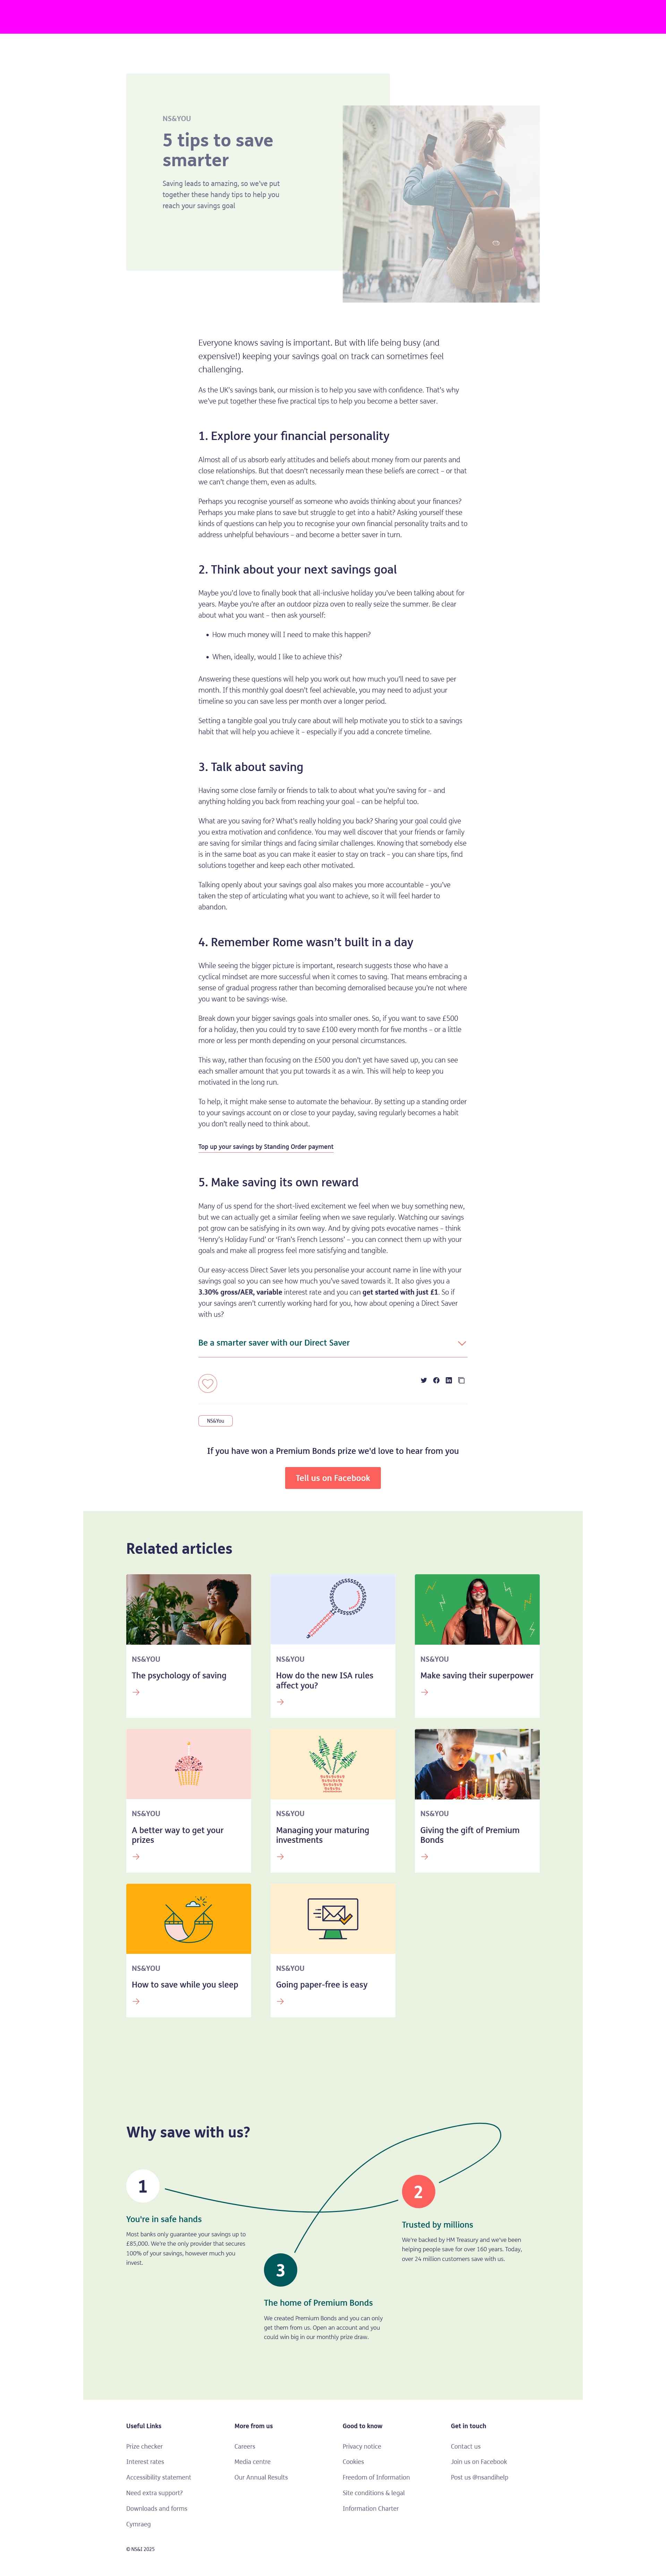 NS&YOU
5 tips to save
smarter
Saving leads to amazing, so we've put
together these handy tips to help you
reach your savings goal
Everyone knows saving is important. But with life being busy (and
expensive!) keeping your savings goal on track can sometimes feel
challenging.
As the UK's savings bank, our mission is to help you save with confidence. That's why
we've put together these five practical tips to help you become a better saver.
1. Explore your financial personality
Almost all of us absorb early attitudes and beliefs about money from our parents and
close relationships. But that doesn't necessarily mean these beliefs are correct – or that
we can't change them, even as adults.
Perhaps you recognise yourself as someone who avoids thinking about your finances?
Perhaps you make plans to save but struggle to get into a habit? Asking yourself these
kinds of questions can help you to recognise your own financial personality traits and to
address unhelpful behaviours – and become a better saver in turn.
2. Think about your next savings goal
Maybe you'd love to finally book that all-inclusive holiday you've been talking about for
years. Maybe you're after an outdoor pizza oven to really seize the summer. Be clear
about what you want – then ask yourself:
• How much money will I need to make this happen?
• When, ideally, would I like to achieve this?
Answering these questions will help you work out how much you'll need to save per
month. If this monthly goal doesn't feel achievable, you may need to adjust your
timeline so you can save less per month over a longer period.
Setting a tangible goal you truly care about will help motivate you to stick to a savings
habit that will help you achieve it – especially if you add a concrete timeline.
3. Talk about saving
Having some close family or friends to talk to about what you're saving for – and
anything holding you back from reaching your goal – can be helpful too.
What are you saving for? What's really holding you back? Sharing your goal could give
you extra motivation and confidence. You may well discover that your friends or family
are saving for similar things and facing similar challenges. Knowing that somebody else
is in the same boat as you can make it easier to stay on track – you can share tips, find
solutions together and keep each other motivated.
Talking openly about your savings goal also makes you more accountable – you've
taken the step of articulating what you want to achieve, so it will feel harder to
abandon.
4. Remember Rome wasn't built in a day
While seeing the bigger picture is important, research suggests those who have a
cyclical mindset are more successful when it comes to saving. That means embracing a
sense of gradual progress rather than becoming demoralised because you're not where
you want to be savings-wise.
Break down your bigger savings goals into smaller ones. So, if you want to save £500
for a holiday, then you could try to save £100 every month for five months – or a little
more or less per month depending on your personal circumstances.
This way, rather than focusing on the £500 you don't yet have saved up, you can see
each smaller amount that you put towards it as a win. This will help to keep you
motivated in the long run.
To help, it might make sense to automate the behaviour. By setting up a standing order
to your savings account on or close to your payday, saving regularly becomes a habit
you don't really need to think about.
Top up your savings by Standing Order payment
5. Make saving its own reward
Many of us spend for the short-lived excitement we feel when we buy something new,
but we can actually get a similar feeling when we save regularly. Watching our savings
pot grow can be satisfying in its own way. And by giving pots evocative names – think
'Henry's Holiday Fund' or 'Fran's French Lessons' – you can connect them up with your
goals and make all progress feel more satisfying and tangible.
Our easy-access Direct Saver lets you personalise your account name in line with your
savings goal so you can see how much you've saved towards it. It also gives you a
3.30% gross/AER, variable interest rate and you can get started with just £1. So if
your savings aren't currently working hard for you, how about opening a Direct Saver
with us?
Be a smarter saver with our Direct Saver
NS&You
If you have won a Premium Bonds prize we'd love to hear from you
Tell us on Facebook
Related articles
NS&YOU
The psychology of saving
NS&YOU
How do the new ISA rules
affect you?
NS&YOU
Make saving their superpower
NS&YOU
A better way to get your
prizes
NS&YOU
Managing your maturing
investments
NS&YOU
Giving the gift of Premium
Bonds
NS&YOU
How to save while you sleep
NS&YOU
Going paper-free is easy
Why save with us?
1
You're in safe hands
Most banks only guarantee your savings up to
£85,000. We're the only provider that secures
100% of your savings, however much you
invest.
2
Trusted by millions
We're backed by HM Treasury and we've been
helping people save for over 160 years. Today,
over 24 million customers save with us.
3
The home of Premium Bonds
We created Premium Bonds and you can only
get them from us. Open an account and you
could win big in our monthly prize draw.
Useful Links
Prize checker
Interest rates
Accessibility statement
Need extra support?
Downloads and forms
Cymraeg
More from us
Careers
Media centre
Our Annual Results
Good to know
Privacy notice
Cookies
Freedom of Information
Site conditions & legal
Information Charter
Get in touch
Contact us
Join us on Facebook
Post us @nsandihelp
© NS&I 2025